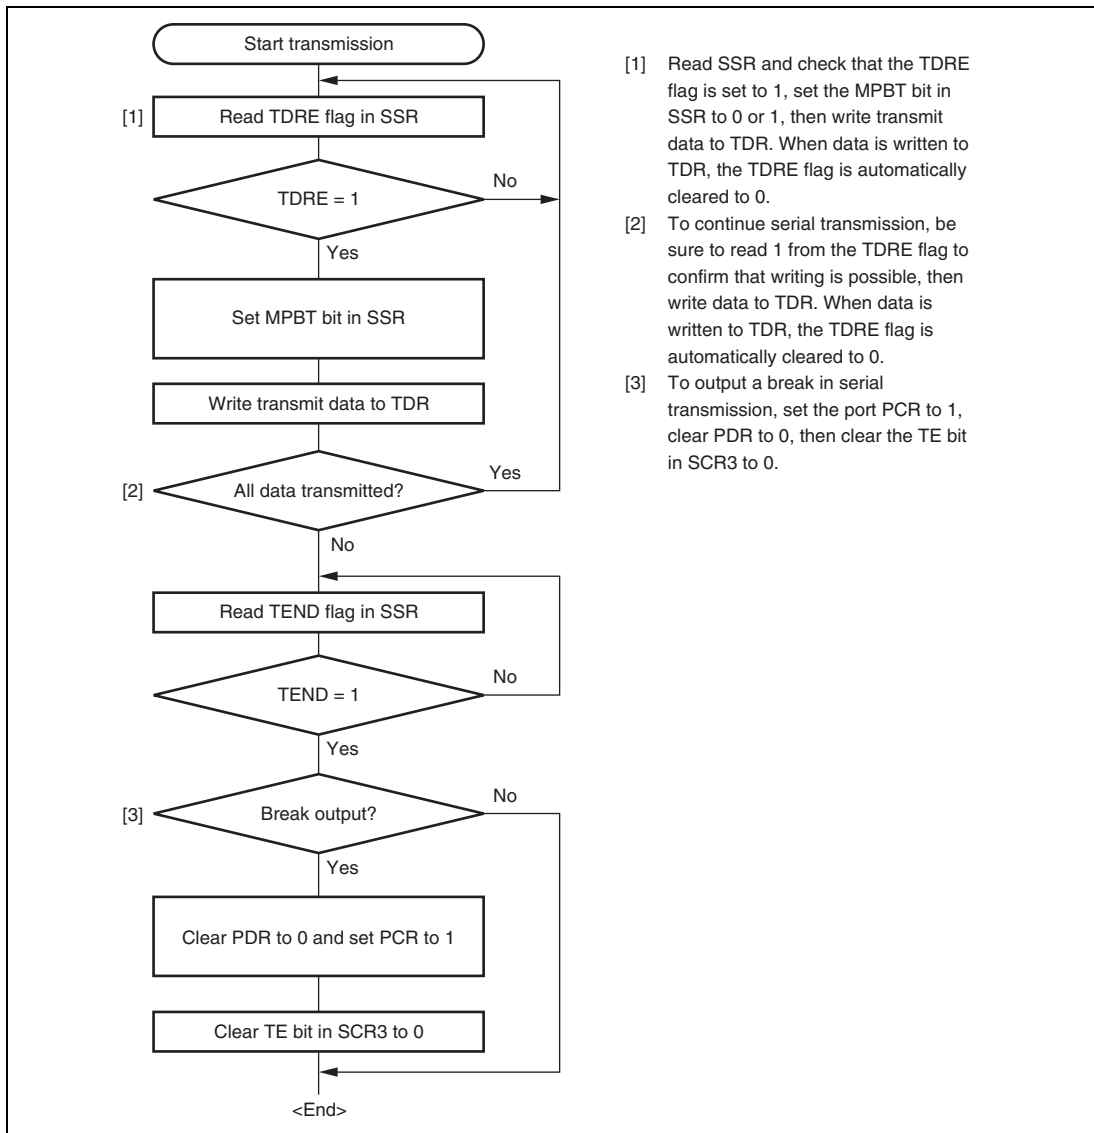 Start transmission
[1]
Read TDRE flag in SSR
TDRE = 1
No
Yes
Set MPBT bit in SSR
Write transmit data to TDR
[2]
All data transmitted?
Yes
No
Read TEND flag in SSR
TEND = 1
No
Yes
[3]
Break output?
No
Yes
Clear PDR to 0 and set PCR to 1
Clear TE bit in SCR3 to 0
<End>
[1] Read SSR and check that the TDRE
flag is set to 1, set the MPBT bit in
SSR to 0 or 1, then write transmit
data to TDR. When data is written to
TDR, the TDRE flag is automatically
cleared to 0.
[2] To continue serial transmission, be
sure to read 1 from the TDRE flag to
confirm that writing is possible, then
write data to TDR. When data is
written to TDR, the TDRE flag is
automatically cleared to 0.
[3] To output a break in serial
transmission, set the port PCR to 1,
clear PDR to 0, then clear the TE bit
in SCR3 to 0.